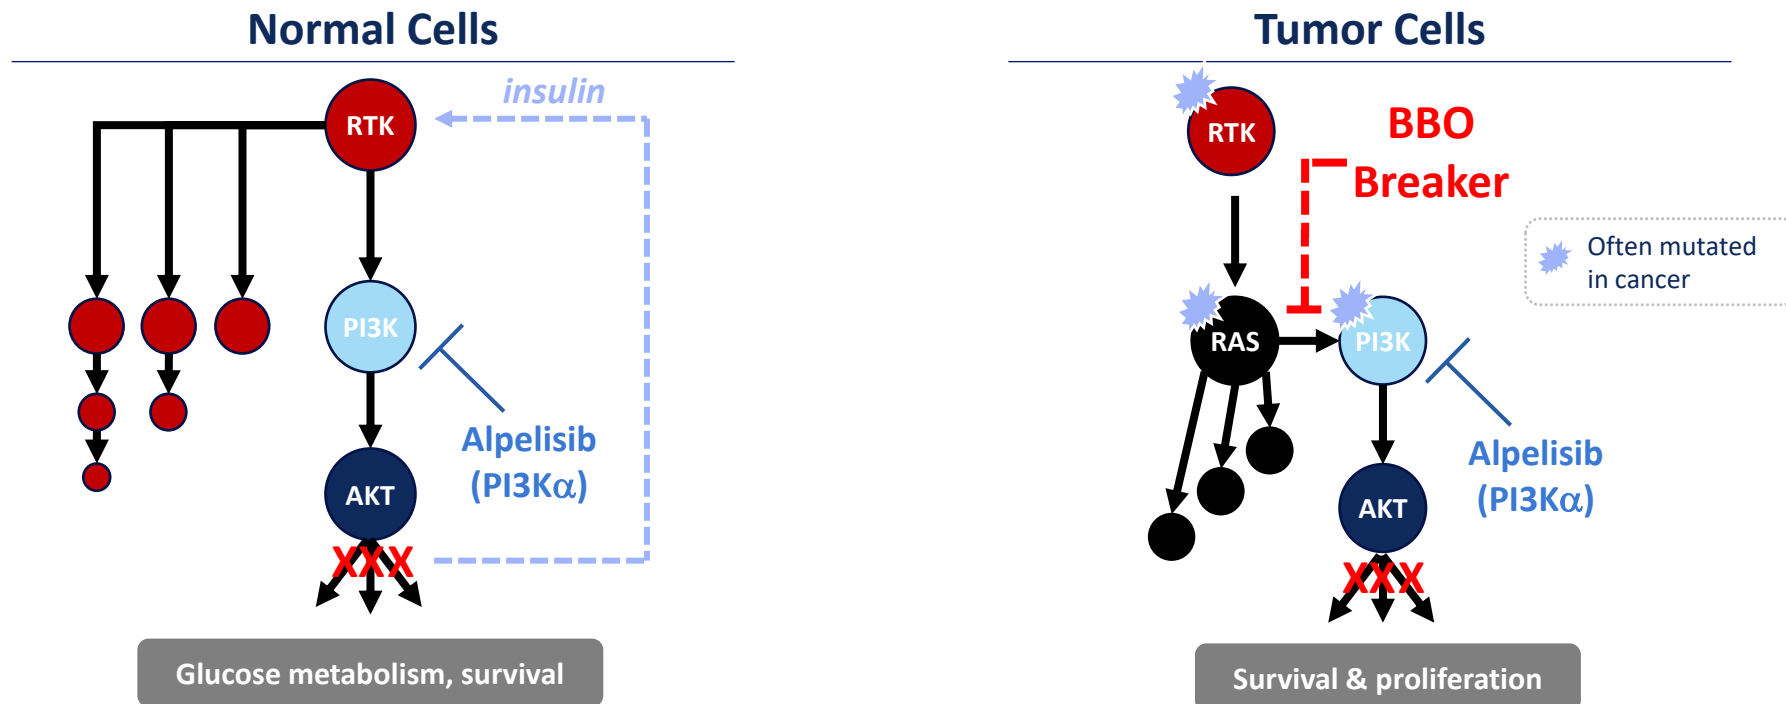 Normal Cells
insulin
RTK
PI3K
Alpelisib
(PI3Kα)
AKT
XXX
Glucose metabolism, survival
Tumor Cells
RTK
BBO
Breaker
Often mutated
in cancer
RAS
PI3K
Alpelisib
(PI3Kα)
AKT
XXX
Survival & proliferation